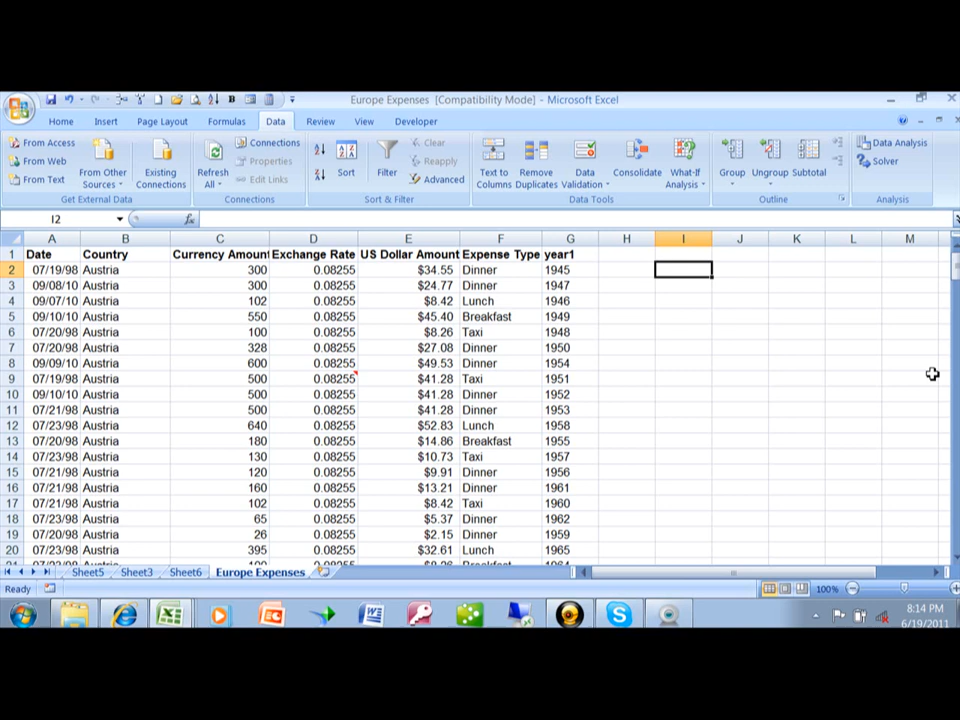 Europe Expenses [Compatibility Mode] - Microsoft Excel
Home Insert Page Layout Formulas Data Review View Developer
From Access
From Web
From Text
From Other Sources
Existing Connections
Get External Data
Refresh All
Connections
Properties
Edit Links
Connections
Sort
Filter
Clear
Reapply
Advanced
Sort & Filter
Text to Columns
Remove Duplicates
Data Validation
Consolidate
What-If Analysis
Data Tools
Group
Ungroup
Subtotal
Outline
Data Analysis
Solver
Analysis
I2 fx
A B C D E F G H I J K L M
1 Date Country Currency Amount Exchange Rate US Dollar Amount Expense Type year1
2 07/19/98 Austria 300 0.08255 $34.55 Dinner 1945
3 09/08/10 Austria 300 0.08255 $24.77 Dinner 1947
4 09/07/10 Austria 102 0.08255 $8.42 Lunch 1946
5 09/10/10 Austria 550 0.08255 $45.40 Breakfast 1949
6 07/20/98 Austria 100 0.08255 $8.26 Taxi 1948
7 07/20/98 Austria 328 0.08255 $27.08 Dinner 1950
8 09/09/10 Austria 600 0.08255 $49.53 Dinner 1954
9 07/19/98 Austria 500 0.08255 $41.28 Taxi 1951
10 09/10/10 Austria 500 0.08255 $41.28 Dinner 1952
11 07/21/98 Austria 500 0.08255 $41.28 Dinner 1953
12 07/23/98 Austria 640 0.08255 $52.83 Lunch 1958
13 07/20/98 Austria 180 0.08255 $14.86 Breakfast 1955
14 07/23/98 Austria 130 0.08255 $10.73 Taxi 1957
15 07/21/98 Austria 120 0.08255 $9.91 Dinner 1956
16 07/21/98 Austria 160 0.08255 $13.21 Dinner 1961
17 07/21/98 Austria 102 0.08255 $8.42 Taxi 1960
18 07/23/98 Austria 65 0.08255 $5.37 Dinner 1962
19 07/20/98 Austria 26 0.08255 $2.15 Dinner 1959
20 07/23/98 Austria 395 0.08255 $32.61 Lunch 1965
Sheet5 Sheet3 Sheet6 Europe Expenses
Ready 100%
8:14 PM
6/19/2011